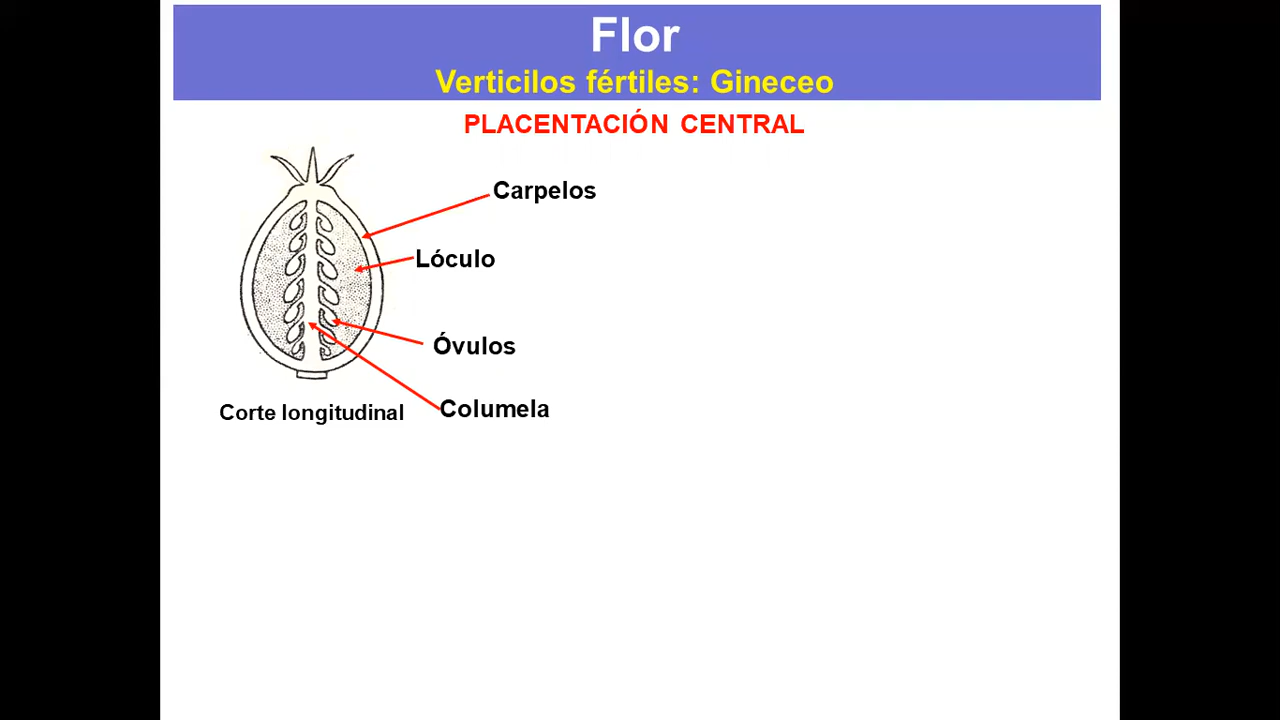 Flor
Verticilos fértiles: Gineceo
PLACENTACIÓN CENTRAL
Carpelos
Lóculo
Óvulos
Columela
Corte longitudinal